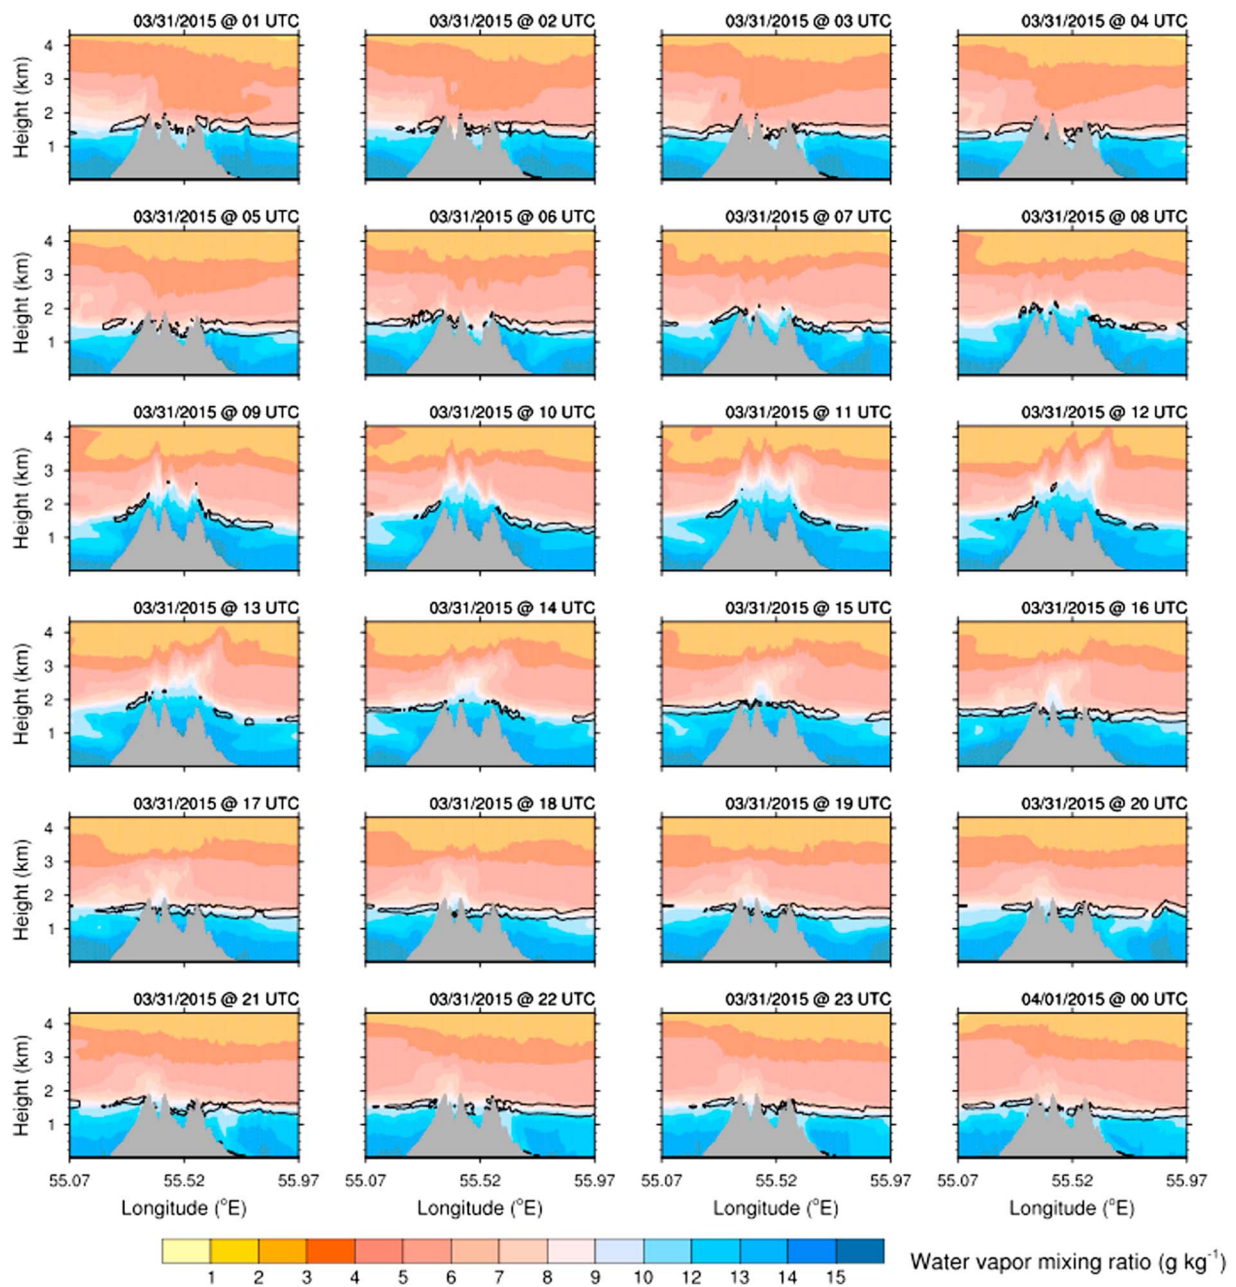 03/31/2015 @ 01 UTC 03/31/2015 @ 02 UTC 03/31/2015 @ 03 UTC 03/31/2015 @ 04 UTC
Height (km)
4
3
2
1
03/31/2015 @ 05 UTC 03/31/2015 @ 06 UTC 03/31/2015 @ 07 UTC 03/31/2015 @ 08 UTC
Height (km)
4
3
2
1
03/31/2015 @ 09 UTC 03/31/2015 @ 10 UTC 03/31/2015 @ 11 UTC 03/31/2015 @ 12 UTC
Height (km)
4
3
2
1
03/31/2015 @ 13 UTC 03/31/2015 @ 14 UTC 03/31/2015 @ 15 UTC 03/31/2015 @ 16 UTC
Height (km)
4
3
2
1
03/31/2015 @ 17 UTC 03/31/2015 @ 18 UTC 03/31/2015 @ 19 UTC 03/31/2015 @ 20 UTC
Height (km)
4
3
2
1
03/31/2015 @ 21 UTC 03/31/2015 @ 22 UTC 03/31/2015 @ 23 UTC 04/01/2015 @ 00 UTC
Height (km)
4
3
2
1
55.07 55.52 55.97 55.07 55.52 55.97 55.07 55.52 55.97 55.07 55.52 55.97
Longitude (°E) Longitude (°E) Longitude (°E) Longitude (°E)
1 2 3 4 5 6 7 8 9 10 12 13 14 15
Water vapor mixing ratio (g kg⁻¹)